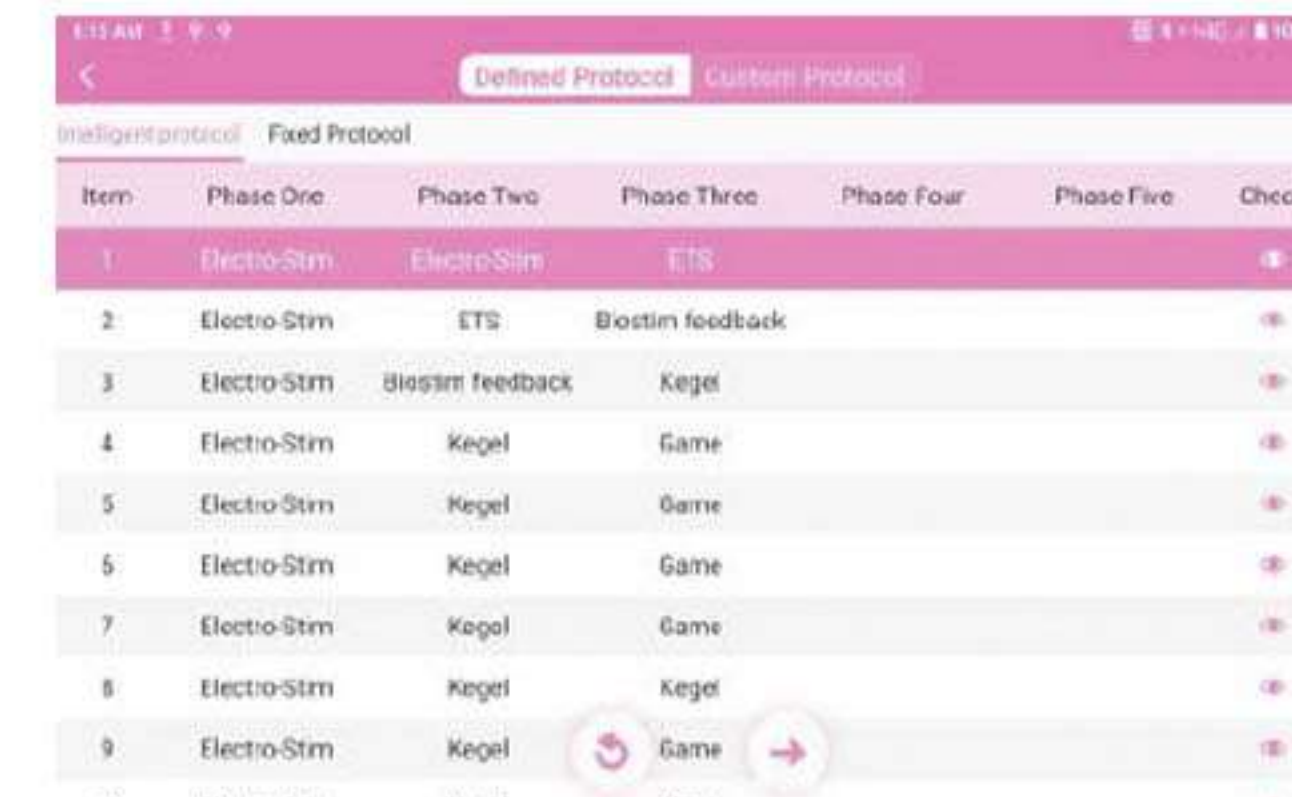 Defined Protocol Custom Protocol
Intelligent protocol Fixed Protocol
Item Phase One Phase Two Phase Three Phase Four Phase Five Chec
1 Electro-Stim Electro-Stim ETS
2 Electro-Stim ETS Biostim feedback
3 Electro-Stim Biostim feedback Kegel
4 Electro-Stim Kegel Game
5 Electro-Stim Kegel Game
6 Electro-Stim Kegel Game
7 Electro-Stim Kegel Game
8 Electro-Stim Kegel Kegel
9 Electro-Stim Kegel Game